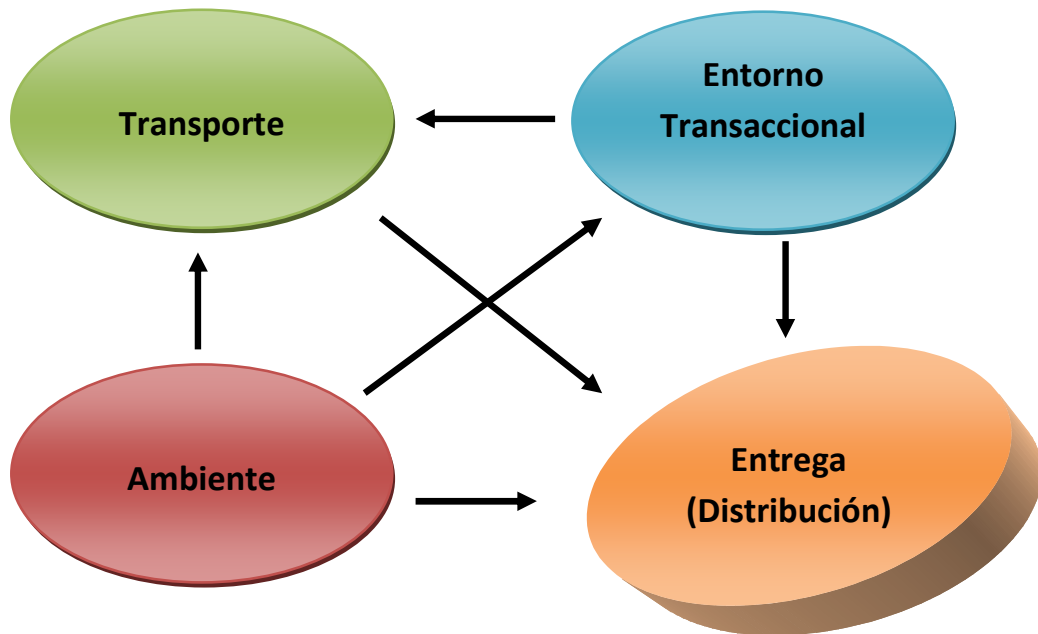 Transporte
Entorno
Transaccional
Ambiente
Entrega
(Distribución)